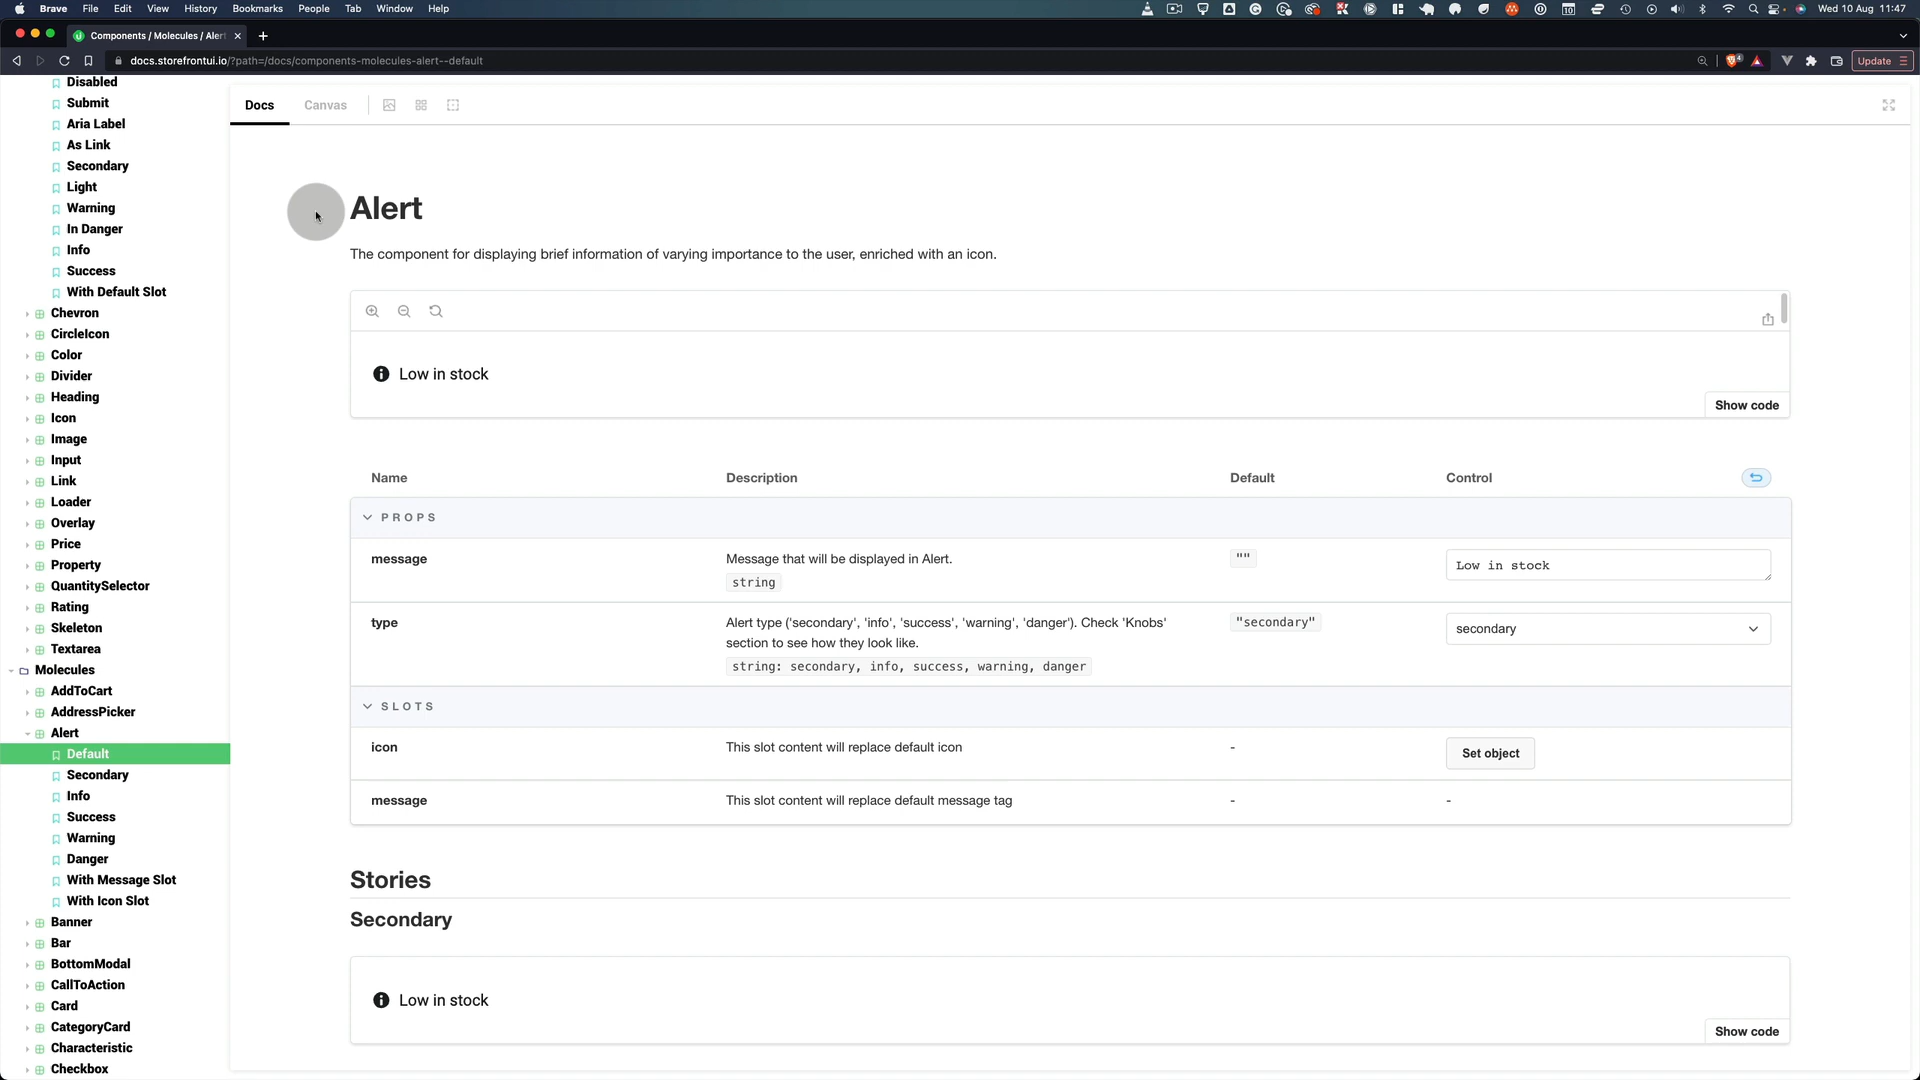 Brave File Edit View History Bookmarks People Tab Window Help
Wed 10 Aug 11:47
Components / Molecules / Aler
docs.storefrontui.io/?path=/docs/components-molecules-alert--default
Update
Disabled
Submit
Aria Label
As Link
Secondary
Light
Warning
In Danger
Info
Success
With Default Slot
Chevron
CircleIcon
Color
Divider
Heading
Icon
Image
Input
Link
Loader
Overlay
Price
Property
QuantitySelector
Rating
Skeleton
Textarea
Molecules
AddToCart
AddressPicker
Alert
Default
Secondary
Info
Success
Warning
Danger
With Message Slot
With Icon Slot
Banner
Bar
BottomModal
CallToAction
Card
CategoryCard
Characteristic
Checkbox
Docs Canvas
Alert
The component for displaying brief information of varying importance to the user, enriched with an icon.
Low in stock
Show code
Name Description Default Control
PROPS
message Message that will be displayed in Alert. "" Low in stock
string
type Alert type ('secondary', 'info', 'success', 'warning', 'danger'). Check 'Knobs' "secondary" secondary
section to see how they look like.
string: secondary, info, success, warning, danger
SLOTS
icon This slot content will replace default icon - Set object
message This slot content will replace default message tag - -
Stories
Secondary
Low in stock
Show code